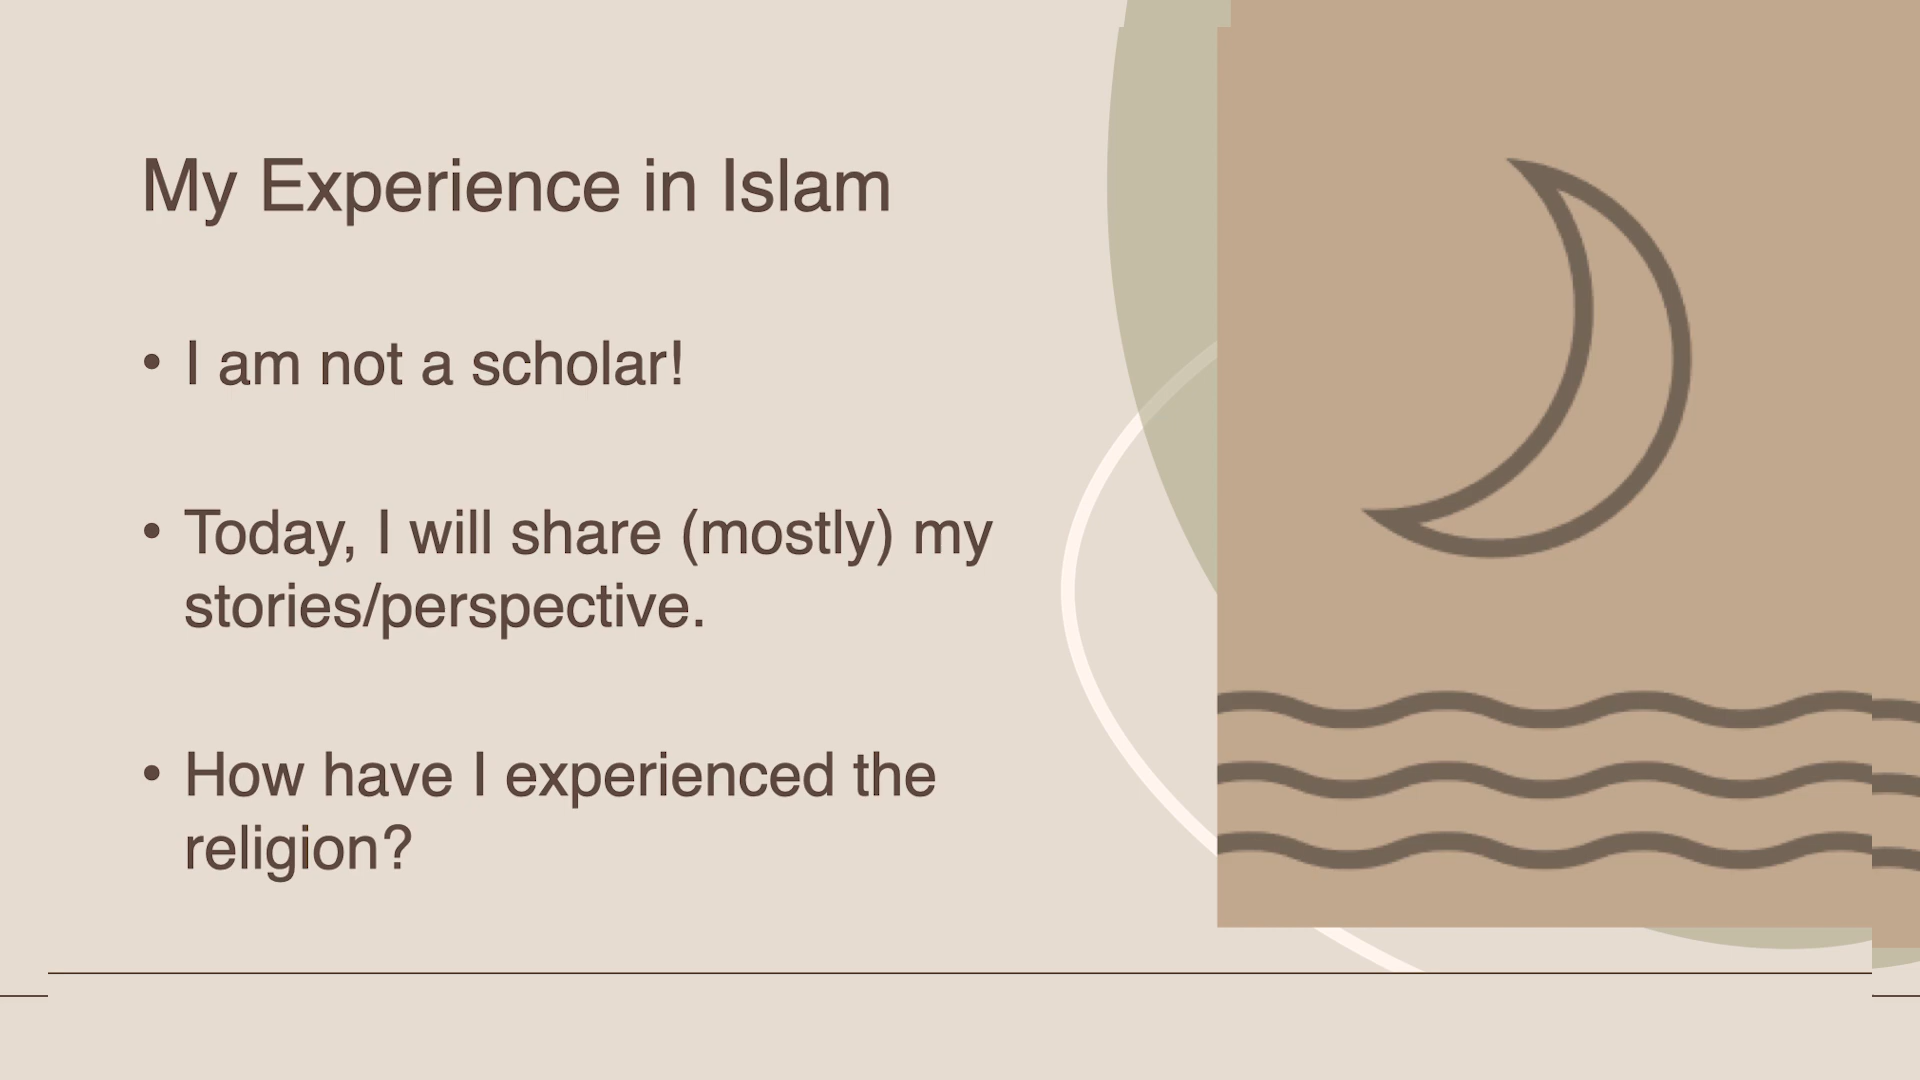 My Experience in Islam
• I am not a scholar!
• Today, I will share (mostly) my
stories/perspective.
• How have I experienced the
religion?